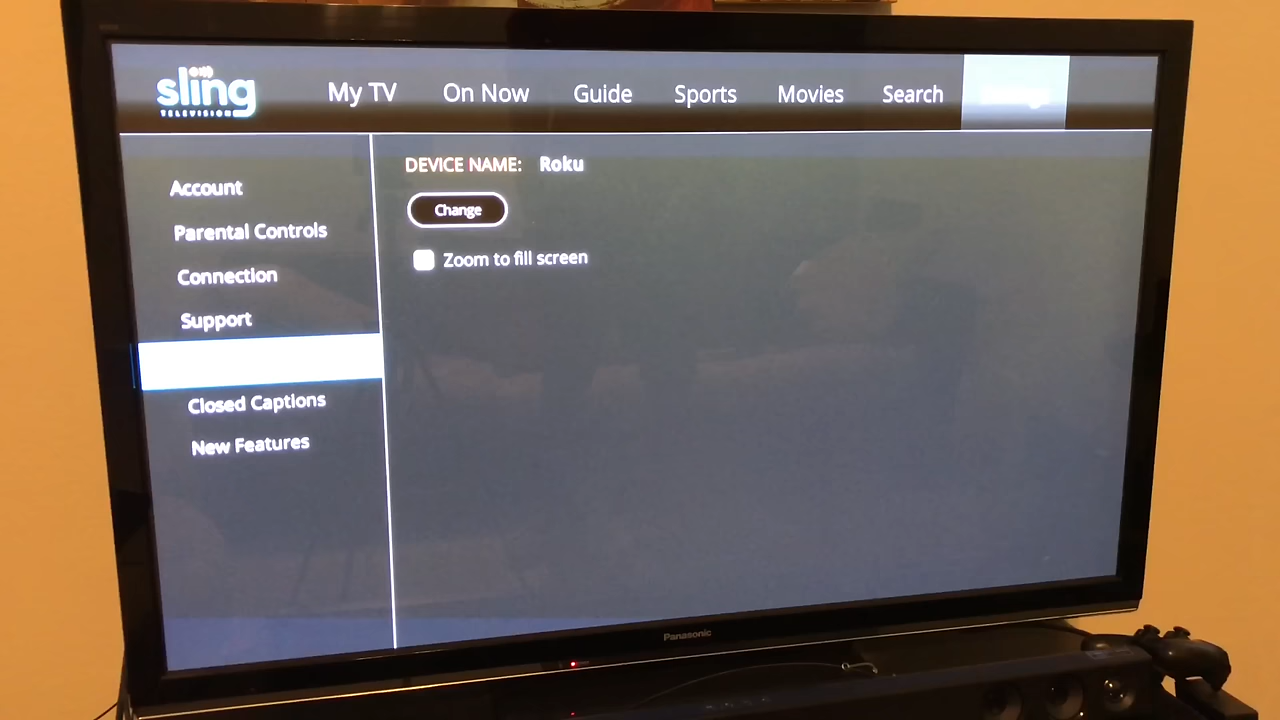 sling
TELEVISION
My TV
On Now
Guide
Sports
Movies
Search
Account
Parental Controls
Connection
Support
Closed Captions
New Features
DEVICE NAME: Roku
Change
Zoom to fill screen
Panasonic